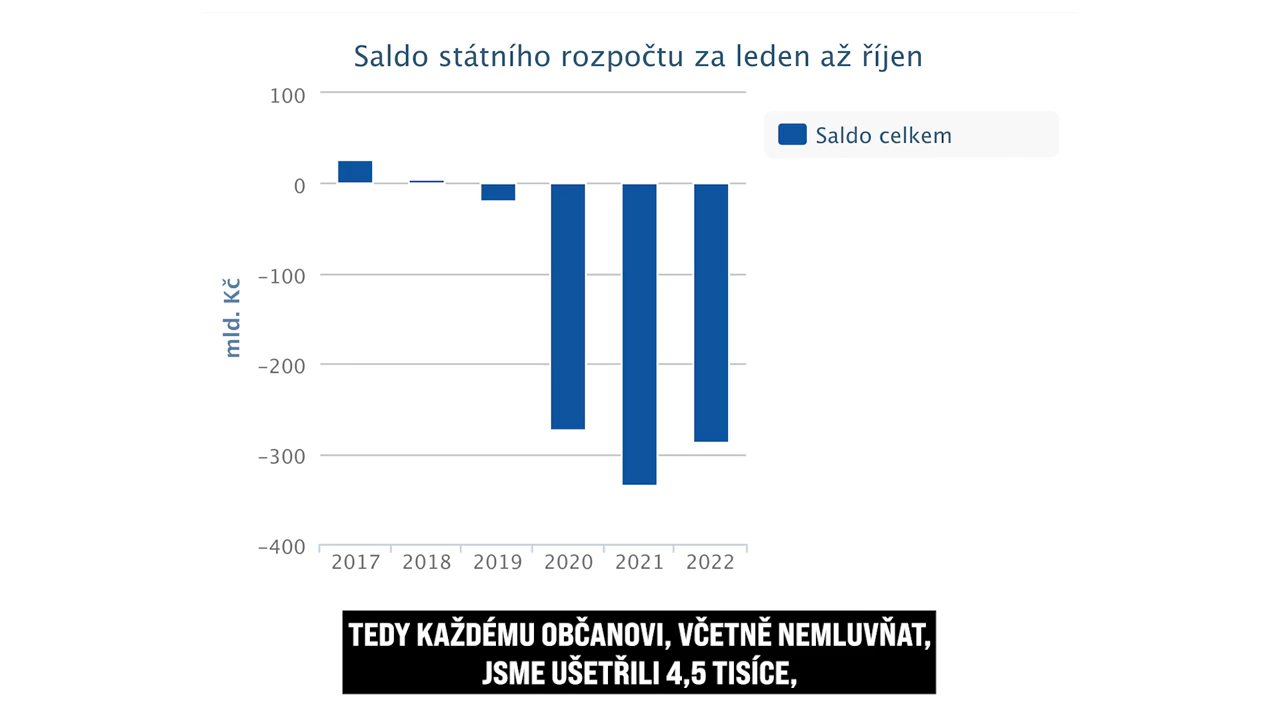 Saldo státního rozpočtu za leden až říjen
100
Saldo celkem
0
–100
mld. Kč
–200
–300
–400
2017 2018 2019 2020 2021 2022
TEDY KAŽDÉMU OBČANOVI, VČETNĚ NEMLUVŇAT,
JSME UŠETŘILI 4,5 TISÍCE,